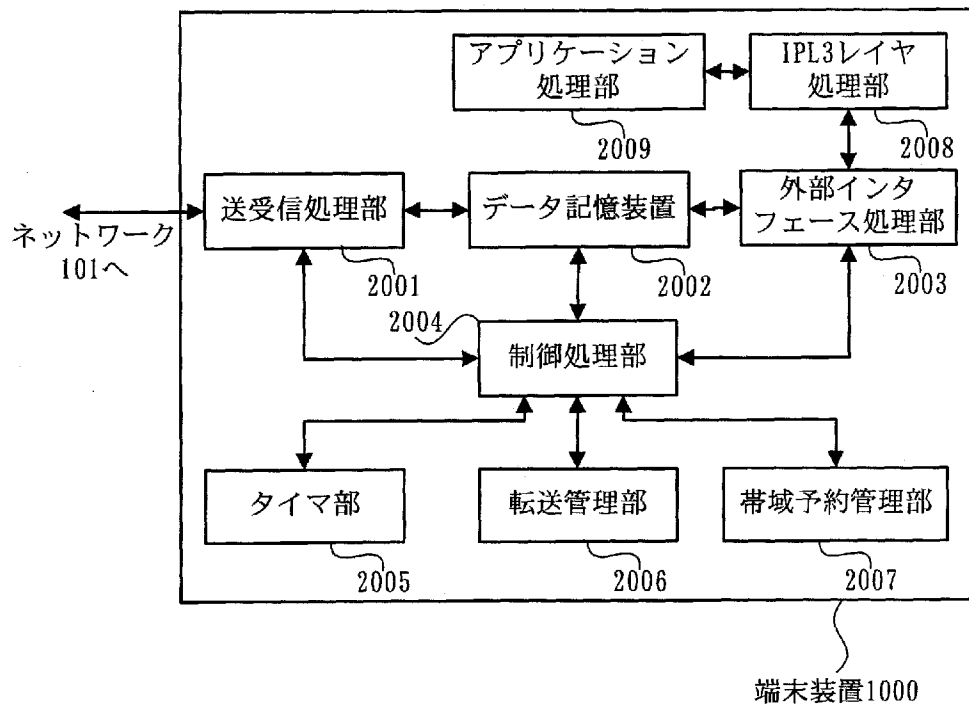 アプリケーション
処理部
2009
IPL3レイヤ
処理部
2008
ネットワーク
101へ
送受信処理部
2001
データ記憶装置
2002
外部インタ
フェース処理部
2003
2004
制御処理部
タイマ部
2005
転送管理部
2006
帯域予約管理部
2007
端末装置1000